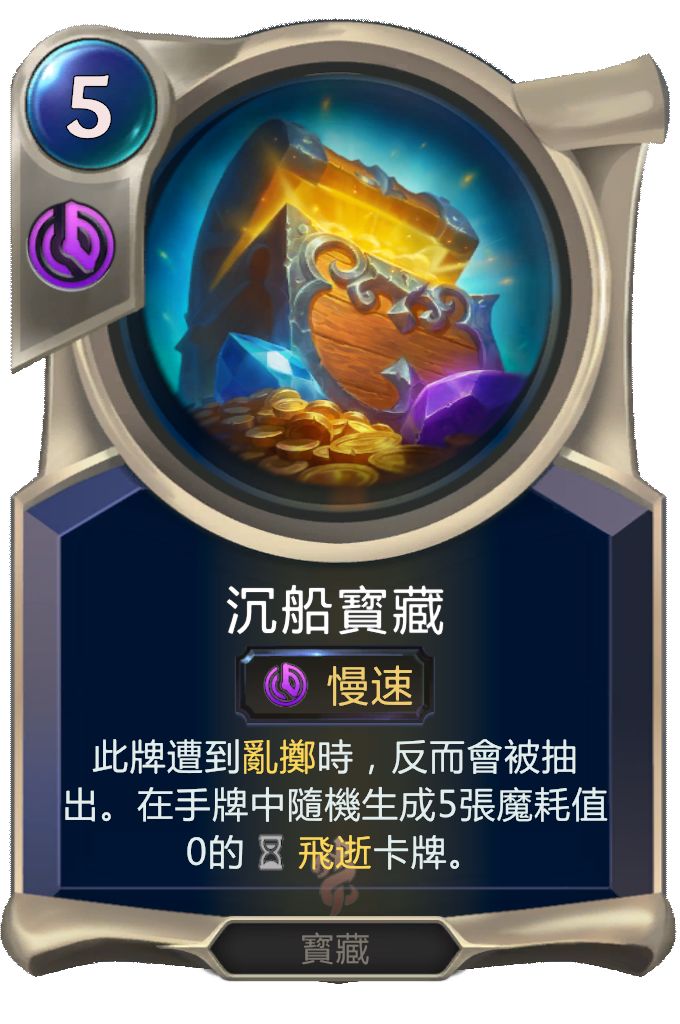 5
沉船寶藏
慢速
此牌遭到亂擲時，反而會被抽
出。在手牌中隨機生成5張魔耗值
0的 飛逝卡牌。
寶藏